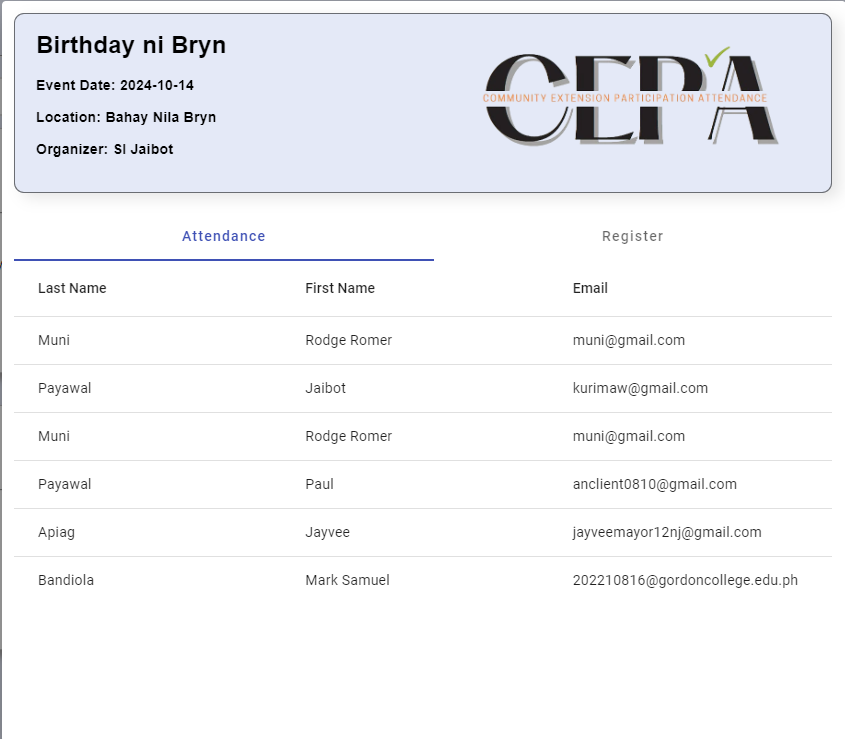 Birthday ni Bryn
Event Date: 2024-10-14
Location: Bahay Nila Bryn
Organizer: SI Jaibot
CEPA
COMMUNITY EXTENSION PARTICIPATION ATTENDANCE
Attendance Register
Last Name First Name Email
Muni Rodge Romer muni@gmail.com
Payawal Jaibot kurimaw@gmail.com
Muni Rodge Romer muni@gmail.com
Payawal Paul anclient0810@gmail.com
Apiag Jayvee jayveemayor12nj@gmail.com
Bandiola Mark Samuel 202210816@gordoncollege.edu.ph